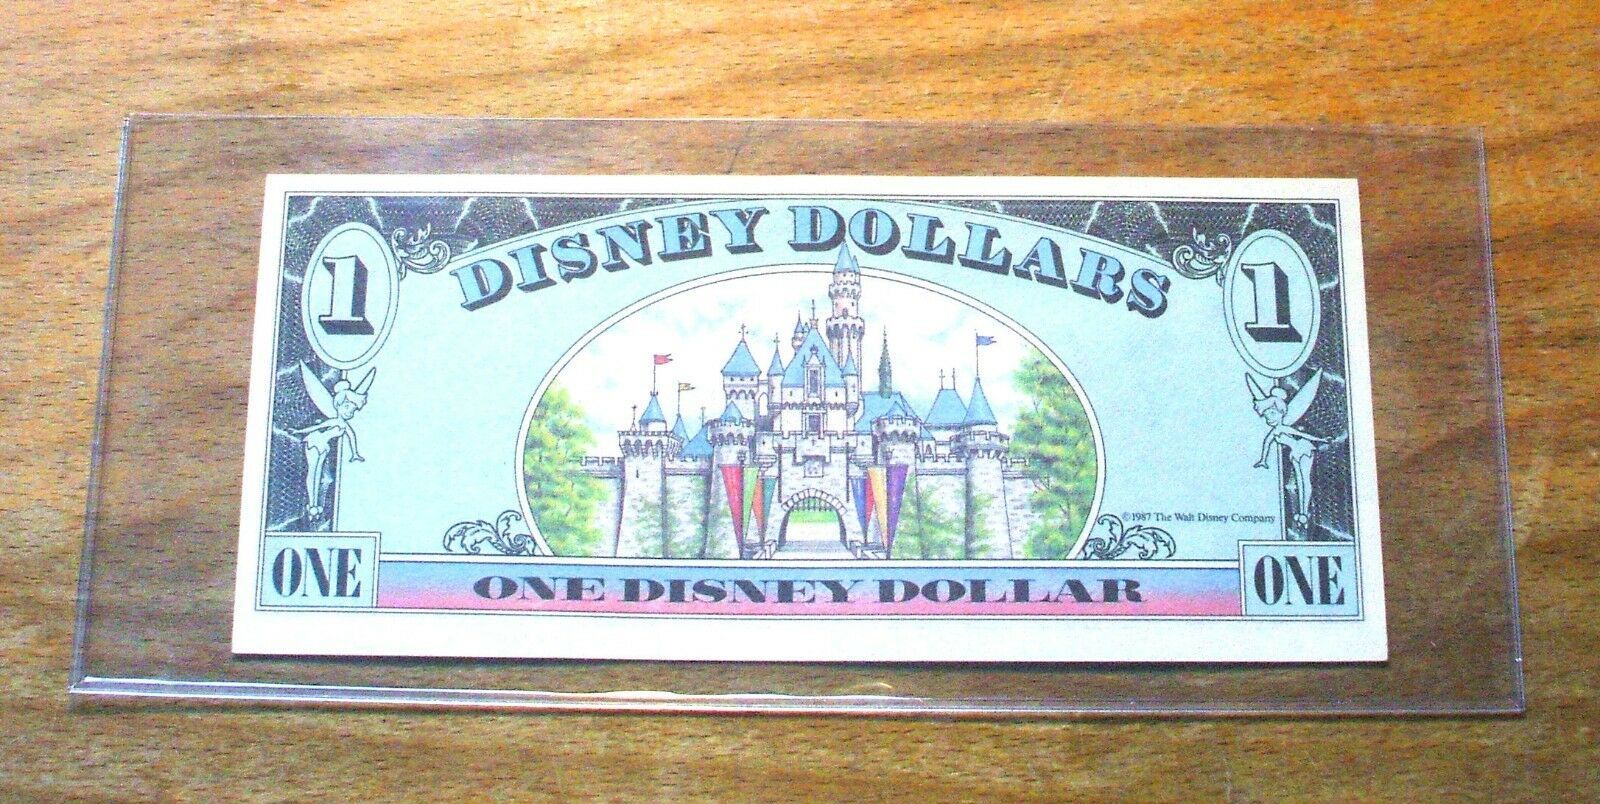 DISNEY DOLLARS
1
1
©1987 The Walt Disney Company
ONE
ONE DISNEY DOLLAR
ONE